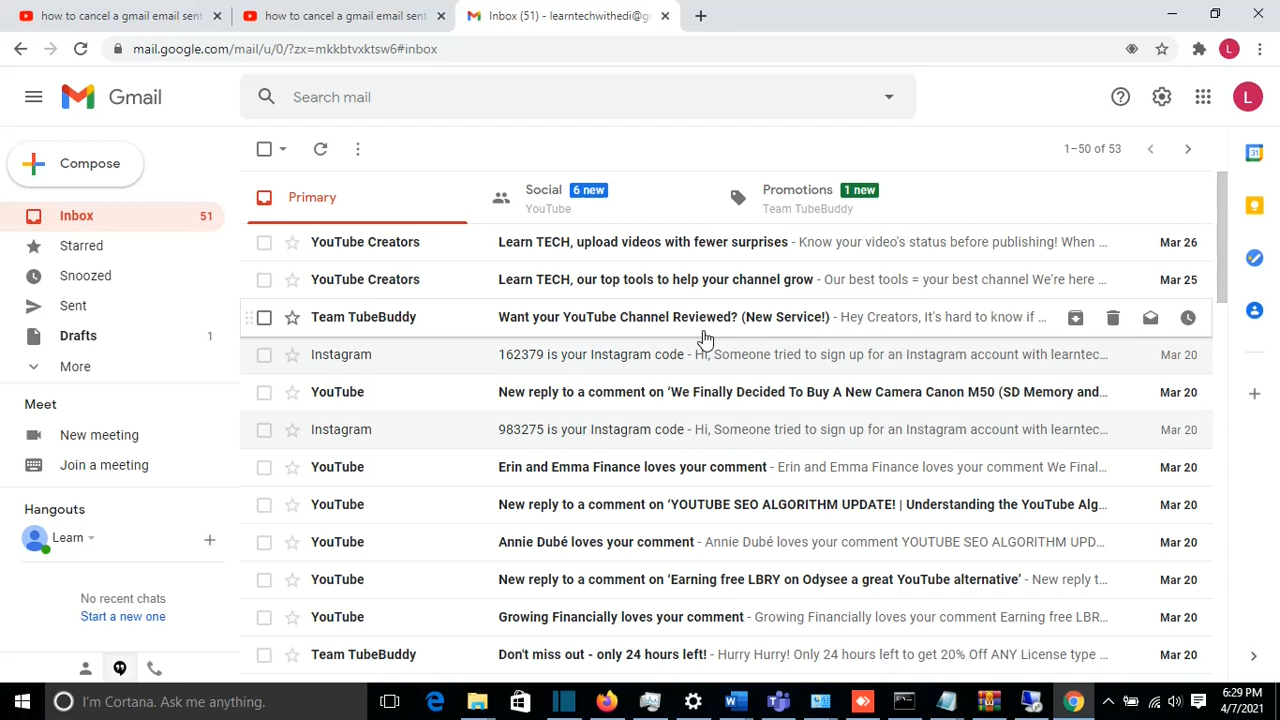 how to cancel a gmail email sent
how to cancel a gmail email sent
Inbox (51) - learntechwithedi@g
mail.google.com/mail/u/0/?zx=mkkbtvxktsw6#inbox
L
Gmail
Search mail
L
Compose
1–50 of 53
Inbox 51
Starred
Snoozed
Sent
Drafts 1
More
Primary
Social 6 new
YouTube
Promotions 1 new
Team TubeBuddy
YouTube Creators Learn TECH, upload videos with fewer surprises - Know your video's status before publishing! When ... Mar 26
YouTube Creators Learn TECH, our top tools to help your channel grow - Our best tools = your best channel We're here ... Mar 25
Team TubeBuddy Want your YouTube Channel Reviewed? (New Service!) - Hey Creators, It's hard to know if ...
Instagram 162379 is your Instagram code - Hi, Someone tried to sign up for an Instagram account with learntec... Mar 20
YouTube New reply to a comment on ‘We Finally Decided To Buy A New Camera Canon M50 (SD Memory and... Mar 20
Instagram 983275 is your Instagram code - Hi, Someone tried to sign up for an Instagram account with learntec... Mar 20
YouTube Erin and Emma Finance loves your comment - Erin and Emma Finance loves your comment We Final... Mar 20
YouTube New reply to a comment on ‘YOUTUBE SEO ALGORITHM UPDATE! | Understanding the YouTube Alg... Mar 20
YouTube Annie Dubé loves your comment - Annie Dubé loves your comment YOUTUBE SEO ALGORITHM UPD... Mar 20
YouTube New reply to a comment on ‘Earning free LBRY on Odysee a great YouTube alternative’ - New reply t... Mar 20
YouTube Growing Financially loves your comment - Growing Financially loves your comment Earning free LBR... Mar 20
Team TubeBuddy Don't miss out - only 24 hours left! - Hurry Hurry! Only 24 hours left to get 20% Off ANY License type ... Mar 20
Meet
New meeting
Join a meeting
Hangouts
Learn
No recent chats
Start a new one
31
I'm Cortana. Ask me anything.
6:29 PM
4/7/2021